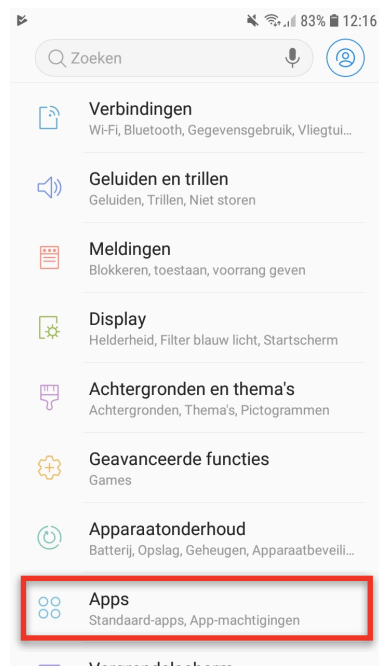 83% 12:16
Zoeken
Verbindingen
Wi-Fi, Bluetooth, Gegevensgebruik, Vliegtui...
Geluiden en trillen
Geluiden, Trillen, Niet storen
Meldingen
Blokkeren, toestaan, voorrang geven
Display
Helderheid, Filter blauw licht, Startscherm
Achtergronden en thema's
Achtergronden, Thema's, Pictogrammen
Geavanceerde functies
Games
Apparaatonderhoud
Batterij, Opslag, Geheugen, Apparaatbeveili...
Apps
Standaard-apps, App-machtigingen